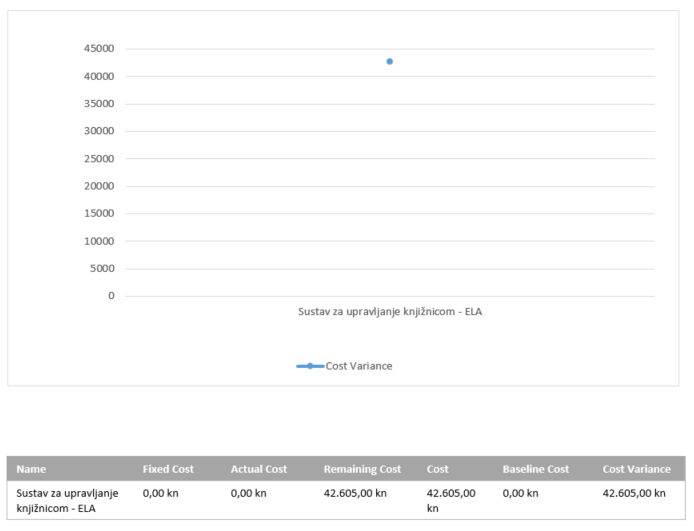 45000
40000
35000
30000
25000
20000
15000
10000
5000
0
Sustav za upravljanje knjižnicom - ELA
Cost Variance
Name Fixed Cost Actual Cost Remaining Cost Cost Baseline Cost Cost Variance
Sustav za upravljanje 0,00 kn 0,00 kn 42.605,00 kn 42.605,00 0,00 kn 42.605,00 kn
knjižnicom - ELA kn